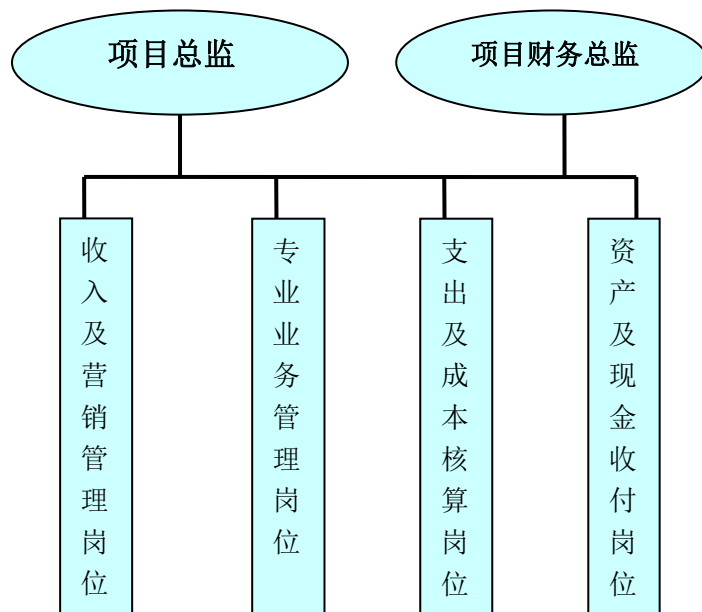 项目总监
项目财务总监
收入及营销管理岗位
专业业务管理岗位
支出及成本核算岗位
资产及现金收付岗位